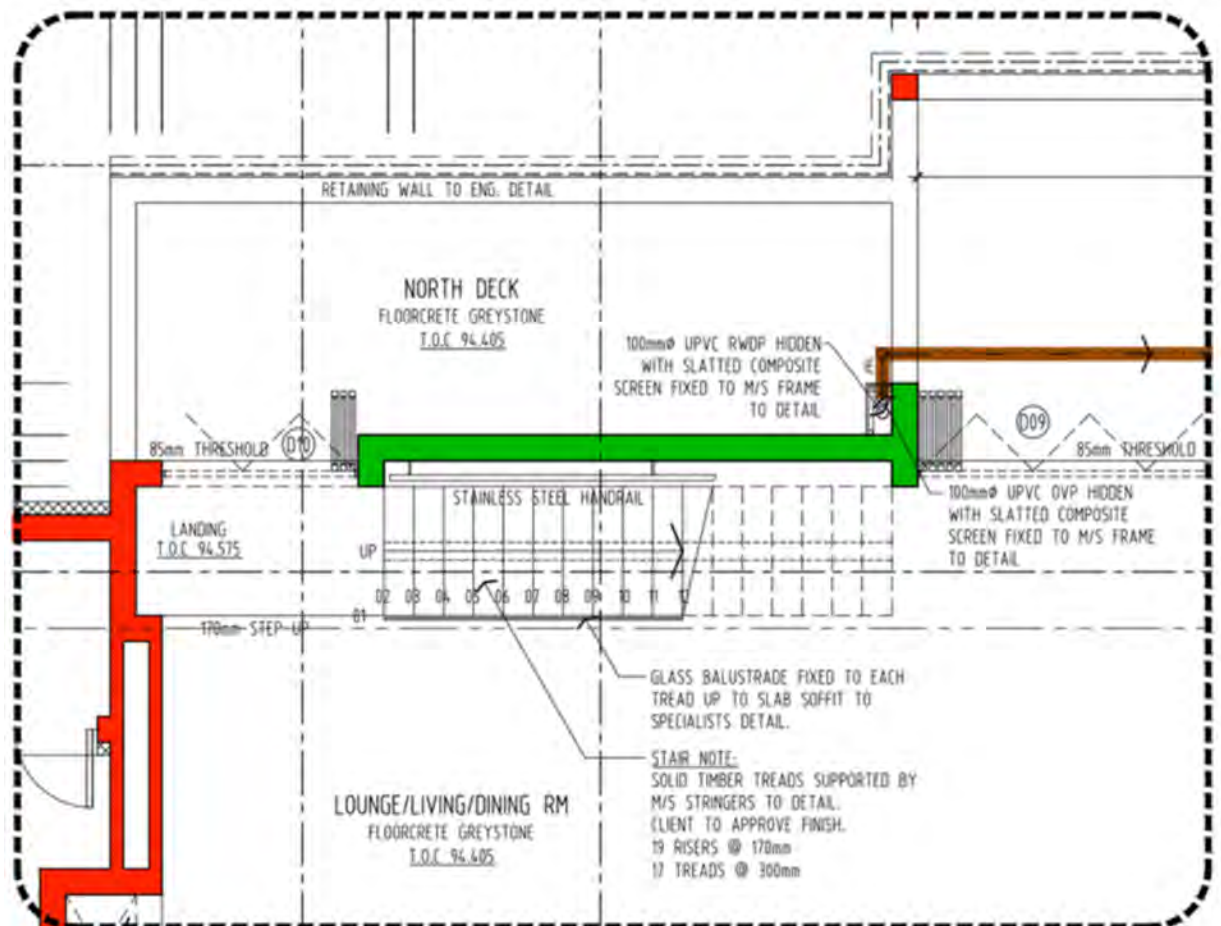 RETAINING WALL TO ENG. DETAIL
NORTH DECK
FLOORCRETE GREYSTONE
T.O.C 94.405
100mmø UPVC RWDP HIDDEN
WITH SLATTED COMPOSITE
SCREEN FIXED TO M/S FRAME
TO DETAIL
85mm THRESHOLD
D10
D09
85mm THRESHOLD
STAINLESS STEEL HANDRAIL
100mmø UPVC OVP HIDDEN
WITH SLATTED COMPOSITE
SCREEN FIXED TO M/S FRAME
TO DETAIL
LANDING
T.O.C 94.575
UP
02 03 04 05 06 07 08 09 10 11 12
01
170mm STEP UP
GLASS BALUSTRADE FIXED TO EACH
TREAD UP TO SLAB SOFFIT TO
SPECIALISTS DETAIL.
STAIR NOTE:
SOLID TIMBER TREADS SUPPORTED BY
M/S STRINGERS TO DETAIL.
CLIENT TO APPROVE FINISH.
19 RISERS @ 170mm
17 TREADS @ 300mm
LOUNGE/LIVING/DINING RM
FLOORCRETE GREYSTONE
T.O.C 94.405